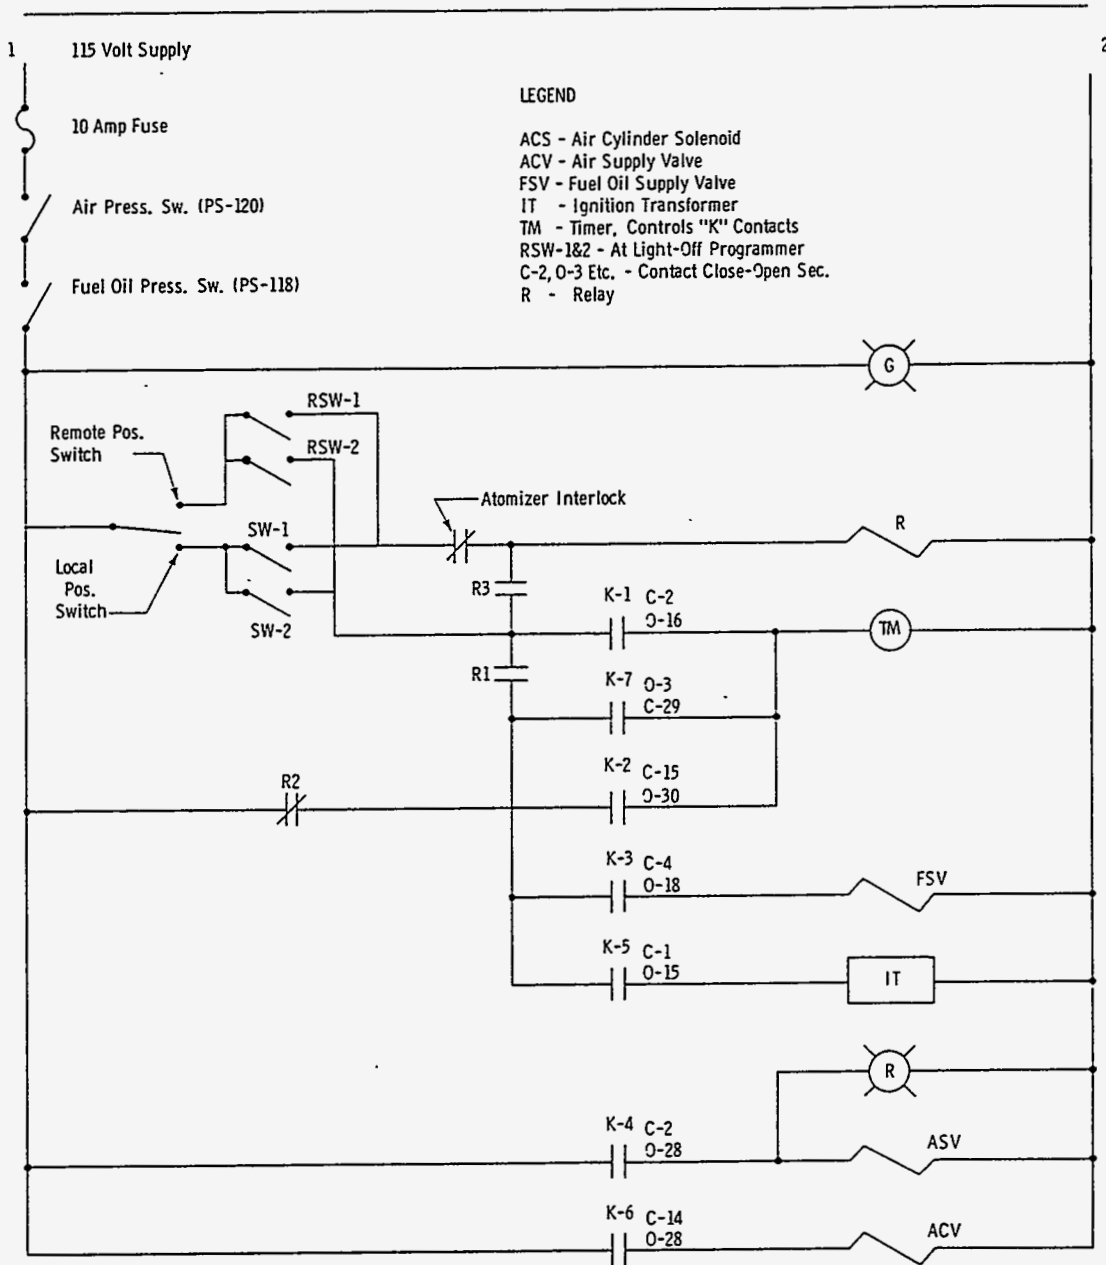 1 115 Volt Supply 2
10 Amp Fuse
Air Press. Sw. (PS-120)
Fuel Oil Press. Sw. (PS-118)
LEGEND
ACS - Air Cylinder Solenoid
ACV - Air Supply Valve
FSV - Fuel Oil Supply Valve
IT - Ignition Transformer
TM - Timer, Controls "K" Contacts
RSW-1&2 - At Light-Off Programmer
C-2, O-3 Etc. - Contact Close-Open Sec.
R - Relay
G
RSW-1
RSW-2
Remote Pos.
Switch
Atomizer Interlock
SW-1
R
Local
Pos.
Switch
SW-2
R3
K-1 C-2
O-16
TM
R1
K-7 O-3
C-29
K-2 C-15
O-30
R2
K-3 C-4
O-18
FSV
K-5 C-1
O-15
IT
R
K-4 C-2
O-28
ASV
K-6 C-14
O-28
ACV